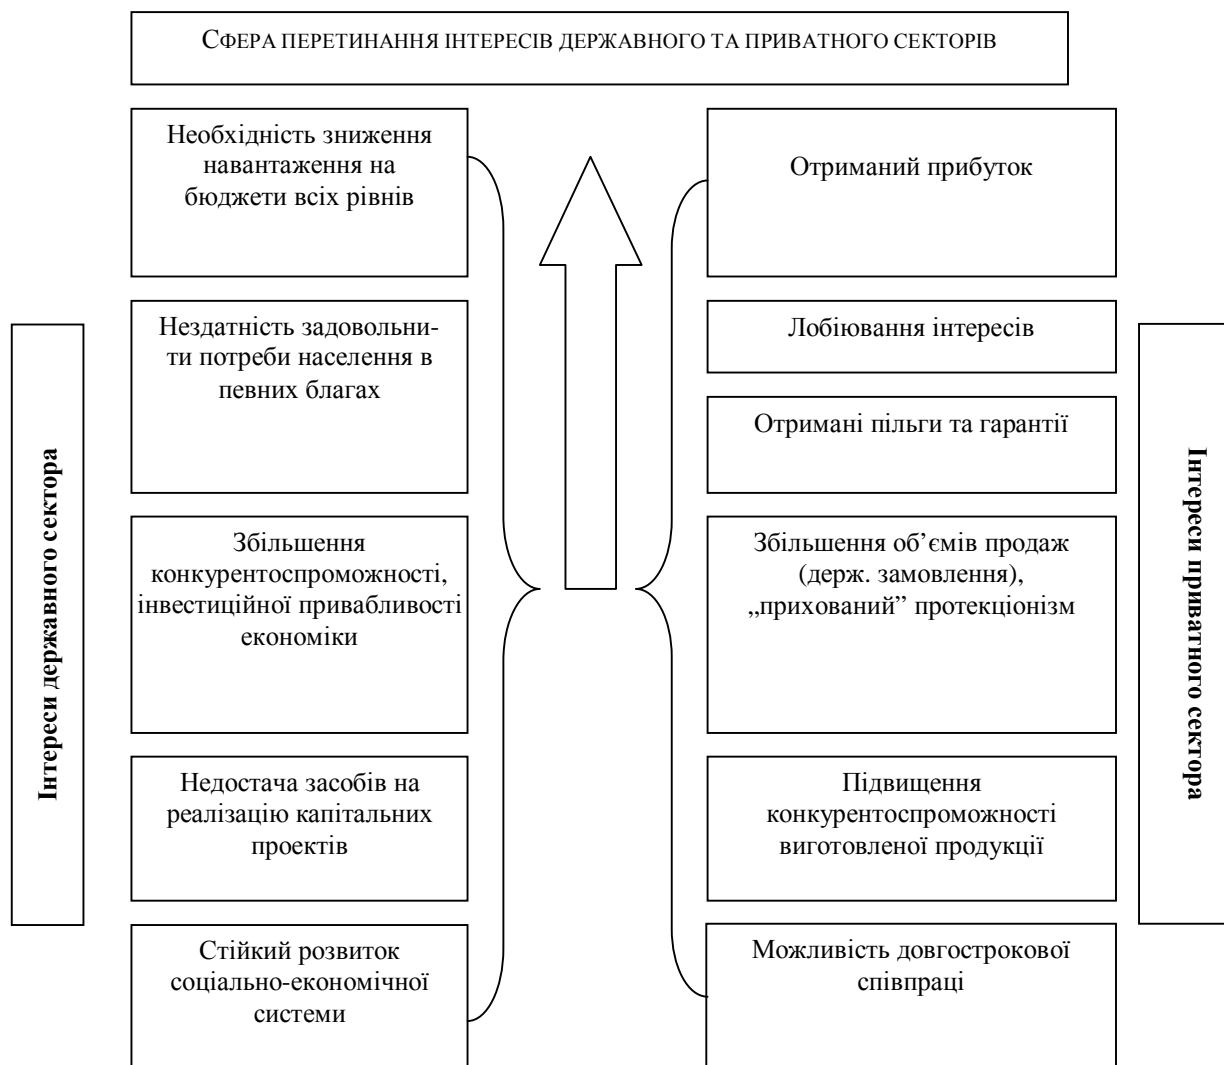 СФЕРА ПЕРЕТИНАННЯ ІНТЕРЕСІВ ДЕРЖАВНОГО ТА ПРИВАТНОГО СЕКТОРІВ
Інтереси державного сектора
Необхідність зниження
навантаження на
бюджети всіх рівнів
Нездатність задовольни-
ти потреби населення в
певних благах
Збільшення
конкурентоспроможності,
інвестиційної привабливості
економіки
Недостача засобів на
реалізацію капітальних
проектів
Стійкий розвиток
соціально-економічної
системи
Отриманий прибуток
Лобіювання інтересів
Отримані пільги та гарантії
Збільшення об’ємів продаж
(держ. замовлення),
„прихований” протекціонізм
Підвищення
конкурентоспроможності
виготовленої продукції
Можливість довгострокової
співпраці
Інтереси приватного сектора